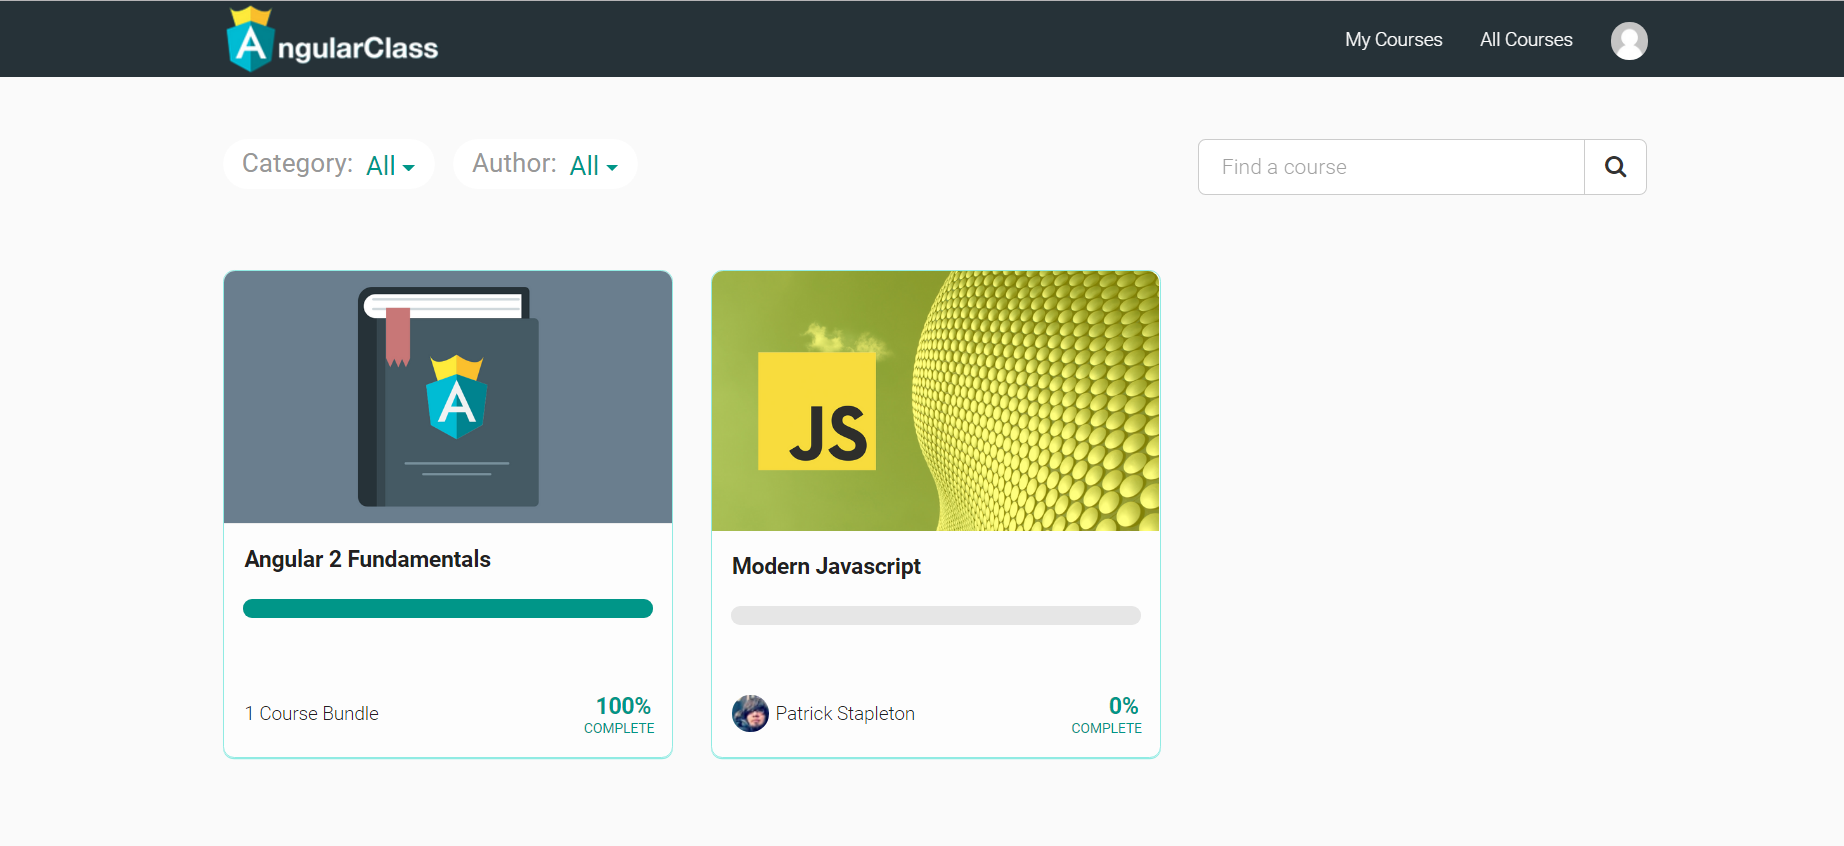 AngularClass
My Courses
All Courses
Category: All
Author: All
Find a course
A
JS
Angular 2 Fundamentals
Modern Javascript
1 Course Bundle
100%
COMPLETE
Patrick Stapleton
0%
COMPLETE